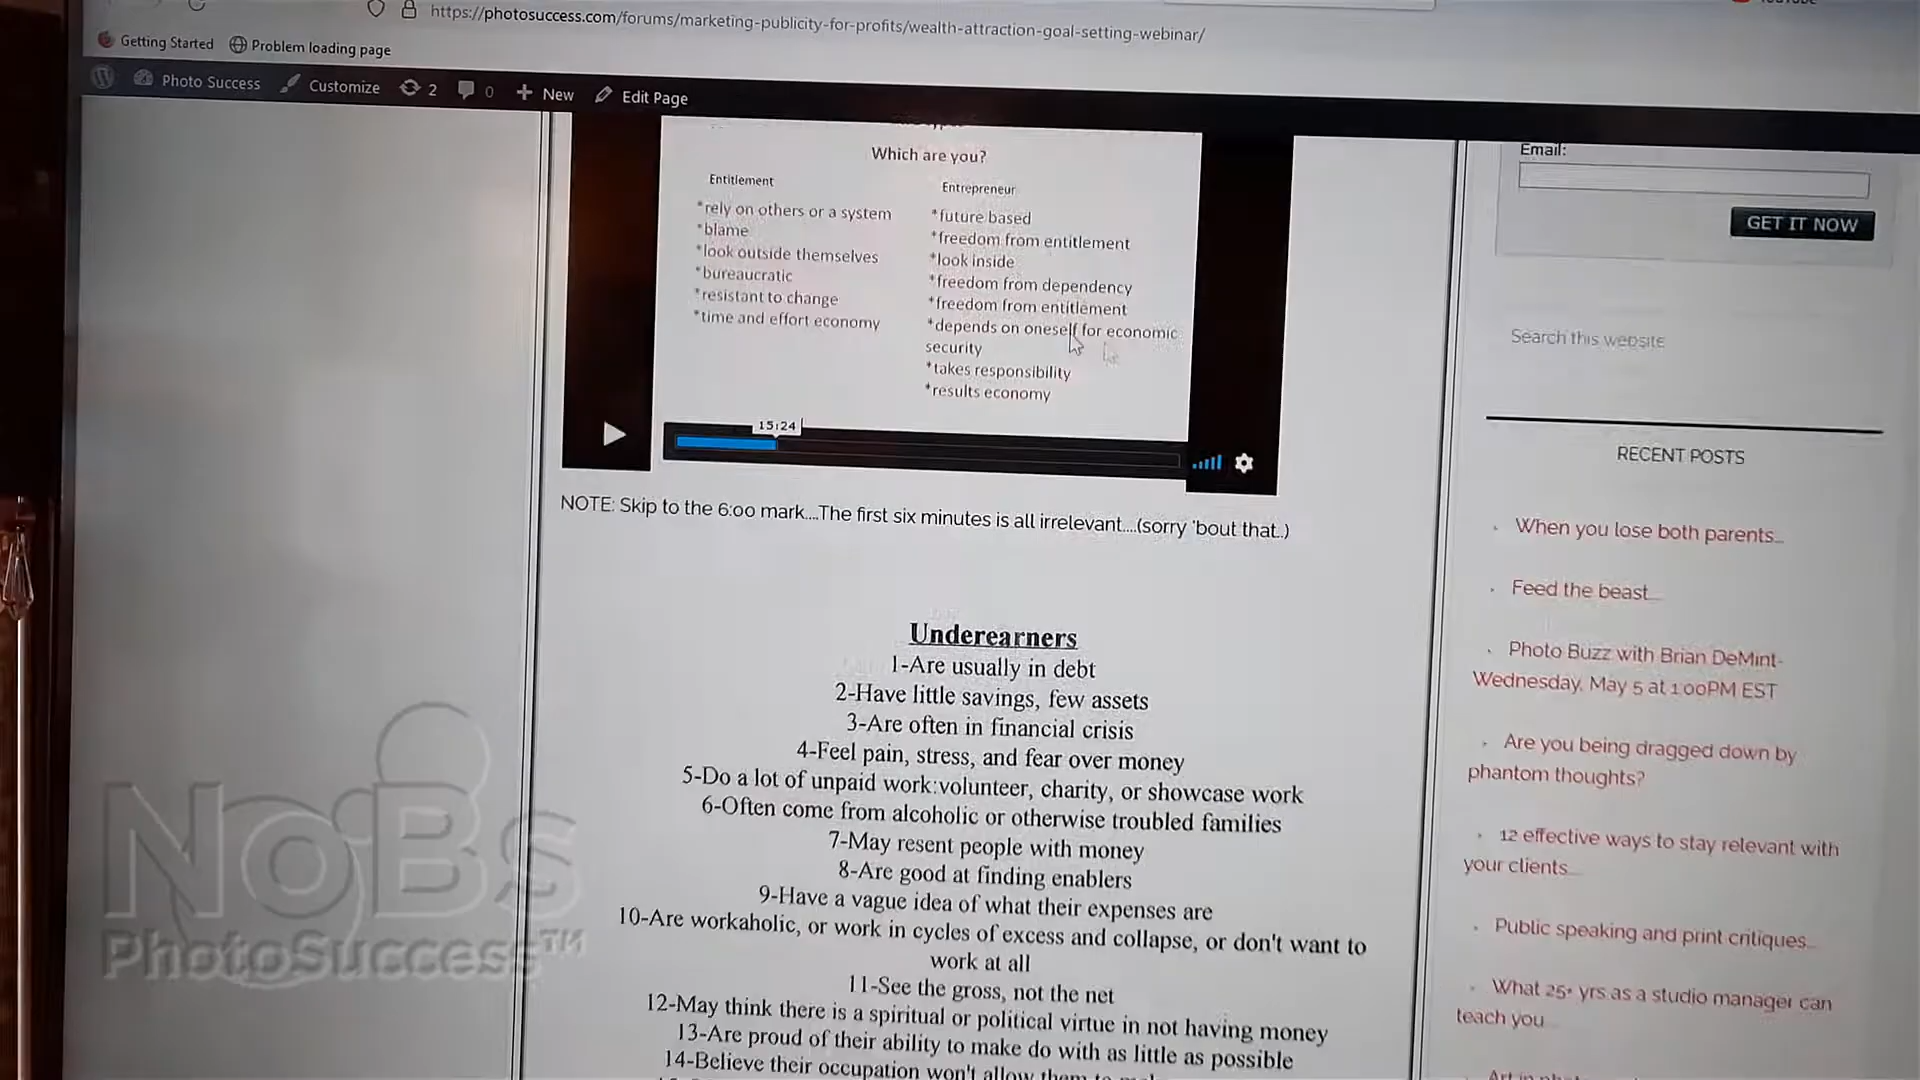 https://photosuccess.com/forums/marketing-publicity-for-profits/wealth-attraction-goal-setting-webinar/
Getting Started
Problem loading page
Photo Success
Customize
2
0
New
Edit Page
Which are you?
Entitlement
*rely on others or a system
*blame
*look outside themselves
*bureaucratic
*resistant to change
*time and effort economy
Entrepreneur
*future based
*freedom from entitlement
*look inside
*freedom from dependency
*freedom from entitlement
*depends on oneself for economic
security
*takes responsibility
*results economy
15:24
NOTE: Skip to the 6:00 mark....The first six minutes is all irrelevant....(sorry 'bout that..)
Underearners
1-Are usually in debt
2-Have little savings, few assets
3-Are often in financial crisis
4-Feel pain, stress, and fear over money
5-Do a lot of unpaid work:volunteer, charity, or showcase work
6-Often come from alcoholic or otherwise troubled families
7-May resent people with money
8-Are good at finding enablers
9-Have a vague idea of what their expenses are
10-Are workaholic, or work in cycles of excess and collapse, or don't want to
work at all
11-See the gross, not the net
12-May think there is a spiritual or political virtue in not having money
13-Are proud of their ability to make do with as little as possible
14-Believe their occupation won't allow them to
Email:
GET IT NOW
Search this website
RECENT POSTS
When you lose both parents...
Feed the beast...
Photo Buzz with Brian DeMint-
Wednesday, May 5 at 1:00PM EST
Are you being dragged down by
phantom thoughts?
12 effective ways to stay relevant with
your clients...
Public speaking and print critiques...
What 25+ yrs as a studio manager can
teach you...
NoBs
PhotoSuccess™